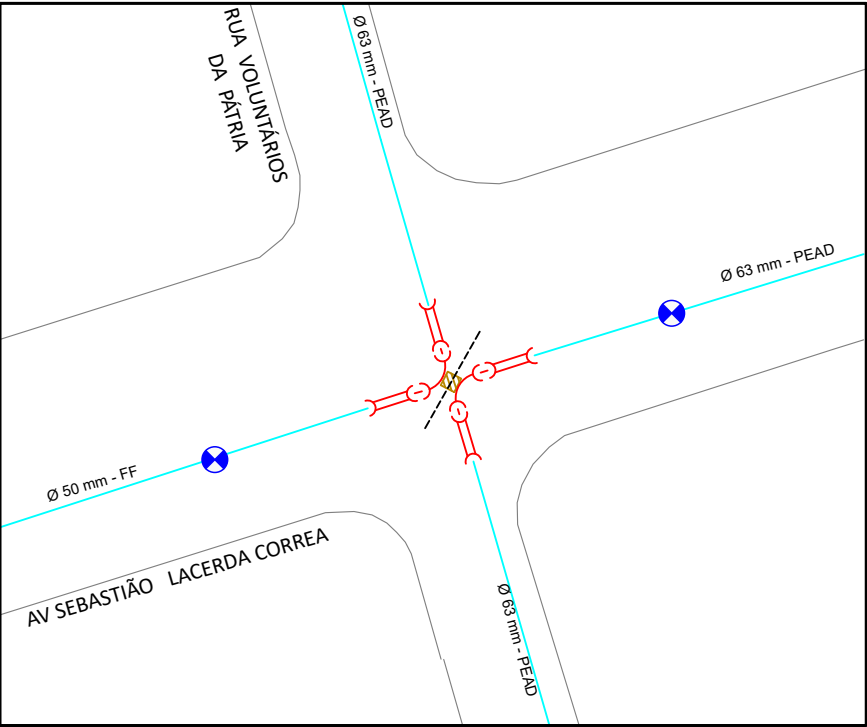 RUA VOLUNTÁRIOS
DA PÁTRIA
Ø 63 mm - PEAD
Ø 63 mm - PEAD
Ø 50 mm - FF
AV SEBASTIÃO LACERDA CORREA
Ø 63 mm - PEAD